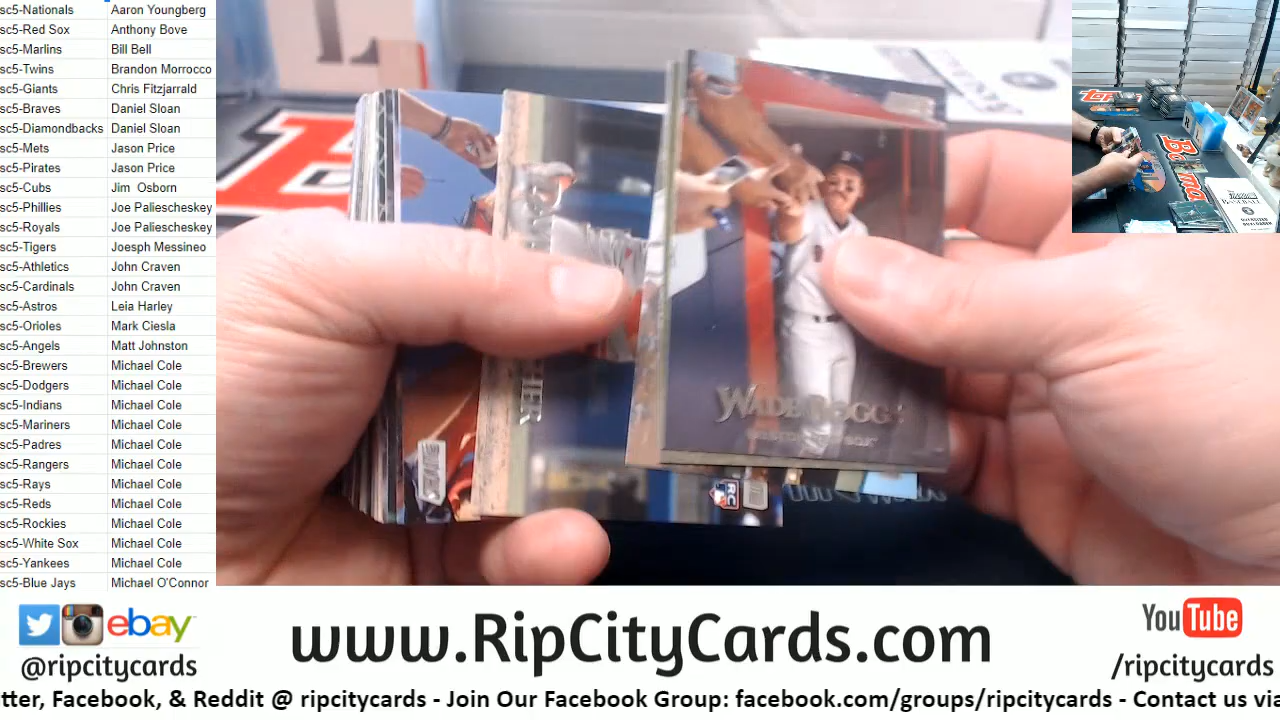 sc5-Nationals Aaron Youngberg
sc5-Red Sox Anthony Bove
sc5-Marlins Bill Bell
sc5-Twins Brandon Morrocco
sc5-Giants Chris Fitzjarrald
sc5-Braves Daniel Sloan
sc5-Diamondbacks Daniel Sloan
sc5-Mets Jason Price
sc5-Pirates Jason Price
sc5-Cubs Jim Osborn
sc5-Phillies Joe Paliescheskey
sc5-Royals Joe Paliescheskey
sc5-Tigers Joesph Messineo
sc5-Athletics John Craven
sc5-Cardinals John Craven
sc5-Astros Leia Harley
sc5-Orioles Mark Ciesla
sc5-Angels Matt Johnston
sc5-Brewers Michael Cole
sc5-Dodgers Michael Cole
sc5-Indians Michael Cole
sc5-Mariners Michael Cole
sc5-Padres Michael Cole
sc5-Rangers Michael Cole
sc5-Rays Michael Cole
sc5-Reds Michael Cole
sc5-Rockies Michael Cole
sc5-White Sox Michael Cole
sc5-Yankees Michael Cole
sc5-Blue Jays Michael O'Connor
WADE BOGGS
RC
ebay
@ripcitycards
www.RipCityCards.com
YouTube
/ripcitycards
tter, Facebook, & Reddit @ ripcitycards - Join Our Facebook Group: facebook.com/groups/ripcitycards - Contact us via